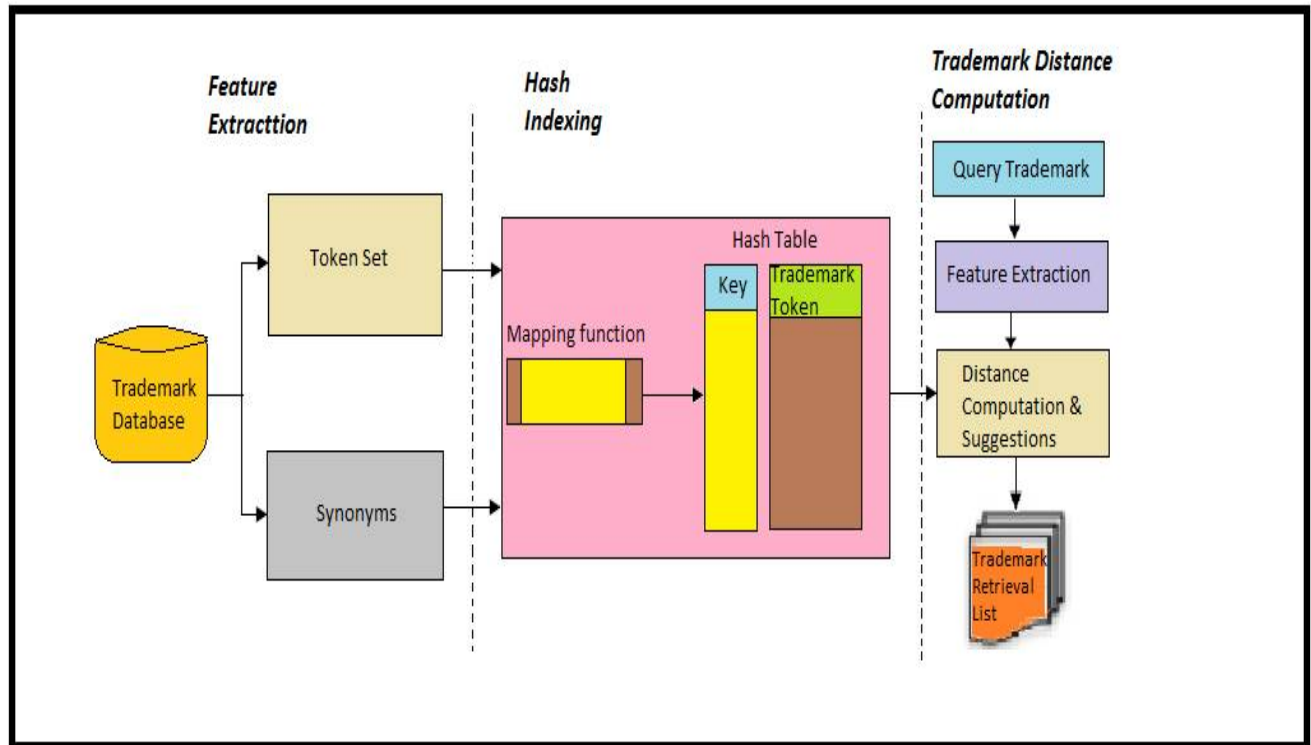 Feature
Extracttion
Hash
Indexing
Trademark Distance
Computation
Trademark
Database
Token Set
Synonyms
Mapping function
Hash Table
Key
Trademark
Token
Query Trademark
Feature Extraction
Distance
Computation &
Suggestions
Trademark
Retrieval
List